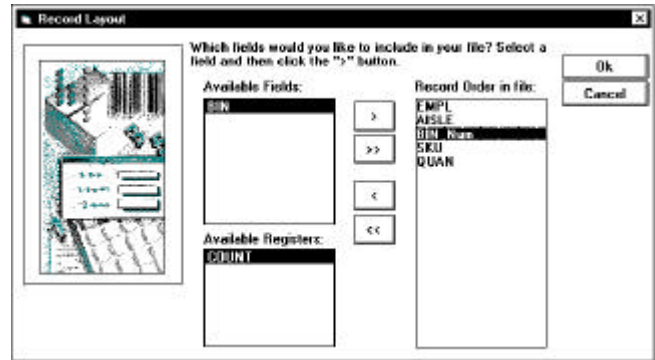 Record Layout
Which fields would you like to include in your file? Select a
field and then click the ">" button.
Ok
Cancel
Available Fields:
BIN
>
>>
<
<<
Available Registers:
COUNT
Record Order in file:
EMPL
AISLE
BIN_Num
SKU
QUAN